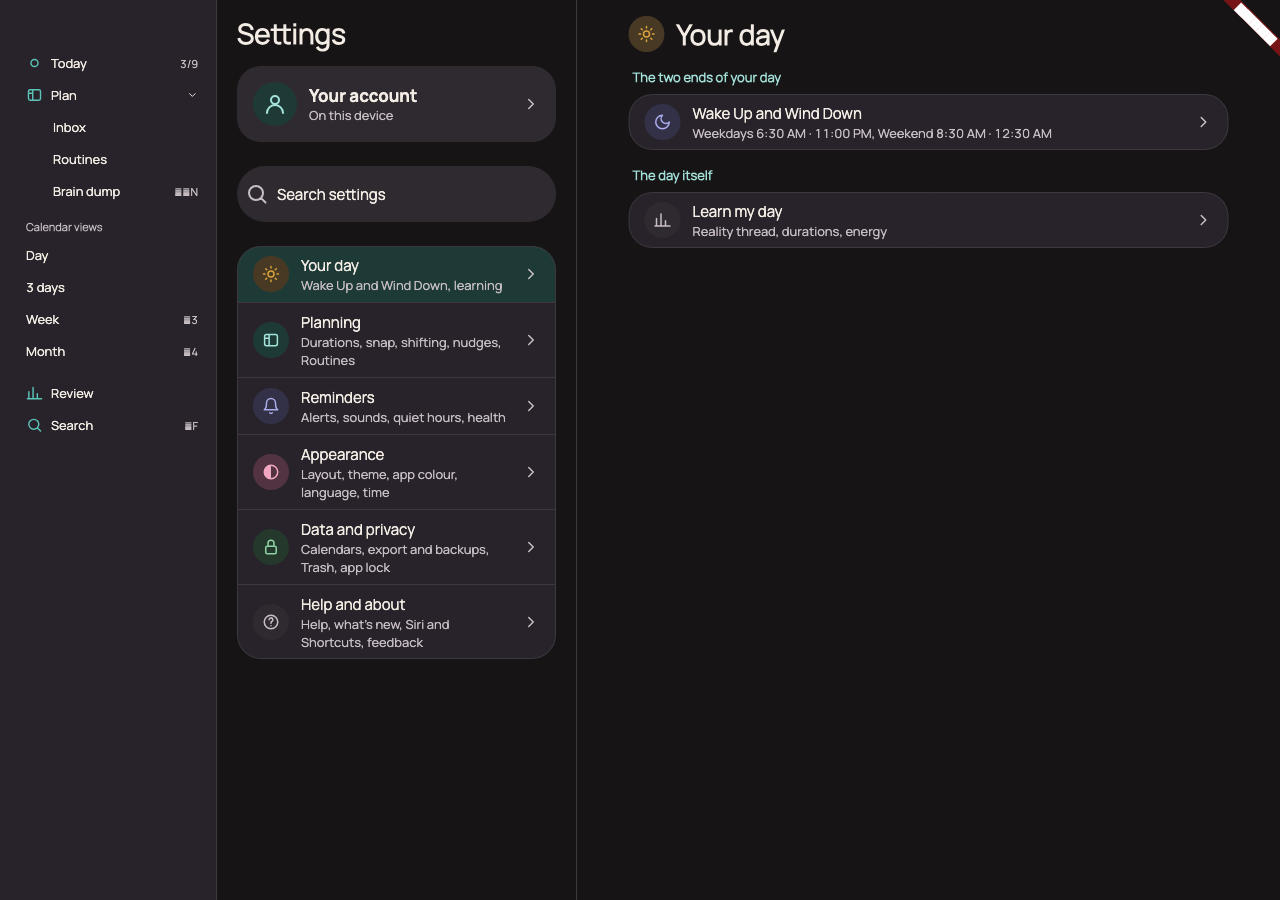 Today 3/9
Plan
Inbox
Routines
Brain dump N
Calendar views
Day
3 days
Week 3
Month 4
Review
Search F
Settings
Your account
On this device
Search settings
Your day
Wake Up and Wind Down, learning
Planning
Durations, snap, shifting, nudges,
Routines
Reminders
Alerts, sounds, quiet hours, health
Appearance
Layout, theme, app colour,
language, time
Data and privacy
Calendars, export and backups,
Trash, app lock
Help and about
Help, what's new, Siri and
Shortcuts, feedback
Your day
The two ends of your day
Wake Up and Wind Down
Weekdays 6:30 AM · 11:00 PM, Weekend 8:30 AM · 12:30 AM
The day itself
Learn my day
Reality thread, durations, energy